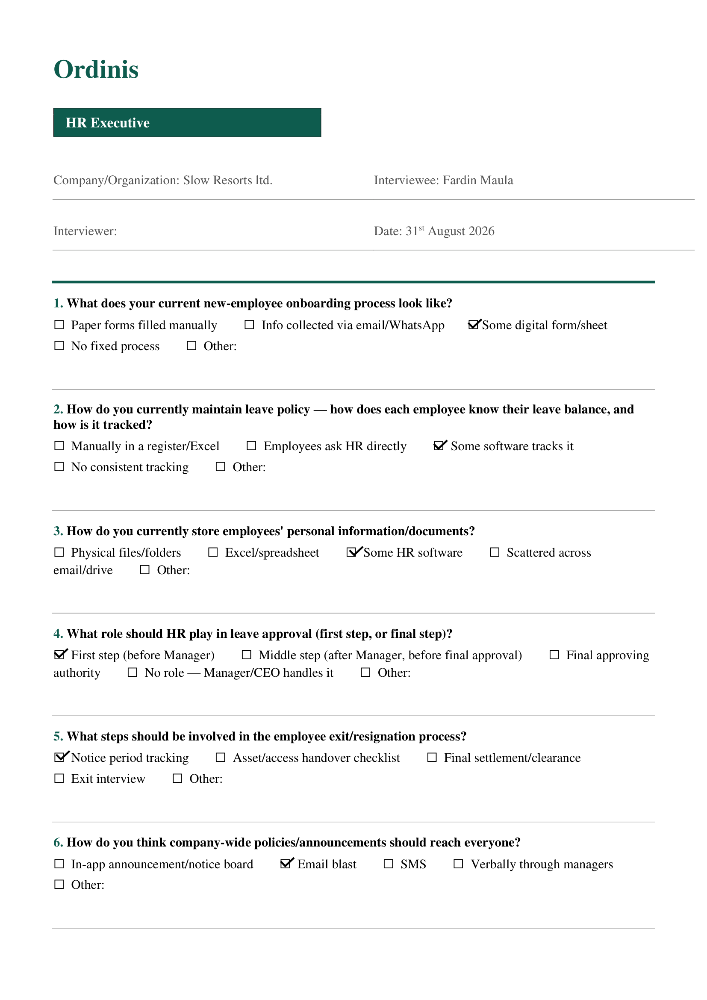 Ordinis
HR Executive
Company/Organization: Slow Resorts ltd. Interviewee: Fardin Maula
Interviewer: Date: 31st August 2026
1. What does your current new-employee onboarding process look like?
☐ Paper forms filled manually ☐ Info collected via email/WhatsApp ☑ Some digital form/sheet
☐ No fixed process ☐ Other:
2. How do you currently maintain leave policy — how does each employee know their leave balance, and
how is it tracked?
☐ Manually in a register/Excel ☐ Employees ask HR directly ☑ Some software tracks it
☐ No consistent tracking ☐ Other:
3. How do you currently store employees' personal information/documents?
☐ Physical files/folders ☐ Excel/spreadsheet ☑ Some HR software ☐ Scattered across
email/drive ☐ Other:
4. What role should HR play in leave approval (first step, or final step)?
☑ First step (before Manager) ☐ Middle step (after Manager, before final approval) ☐ Final approving
authority ☐ No role — Manager/CEO handles it ☐ Other:
5. What steps should be involved in the employee exit/resignation process?
☑ Notice period tracking ☐ Asset/access handover checklist ☐ Final settlement/clearance
☐ Exit interview ☐ Other:
6. How do you think company-wide policies/announcements should reach everyone?
☐ In-app announcement/notice board ☑ Email blast ☐ SMS ☐ Verbally through managers
☐ Other: